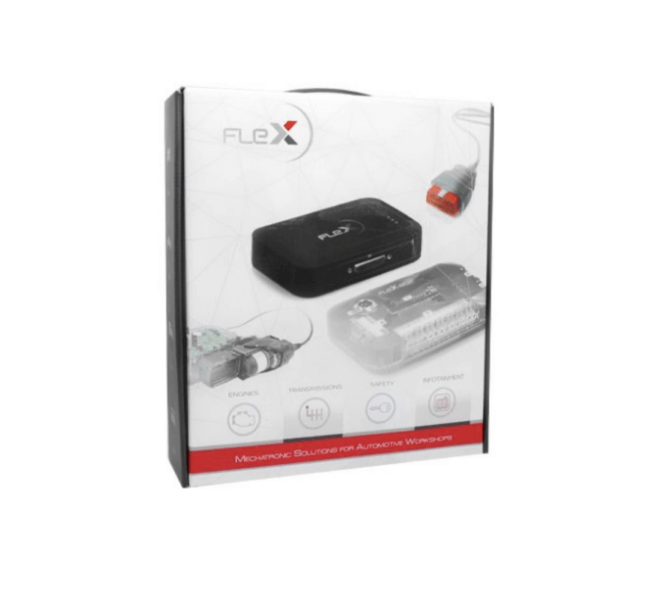 FLEX
FLEX
ENGINES
TRANSMISSIONS
SAFETY
INFOTAINMENT
MECHATRONIC SOLUTIONS FOR AUTOMOTIVE WORKSHOPS